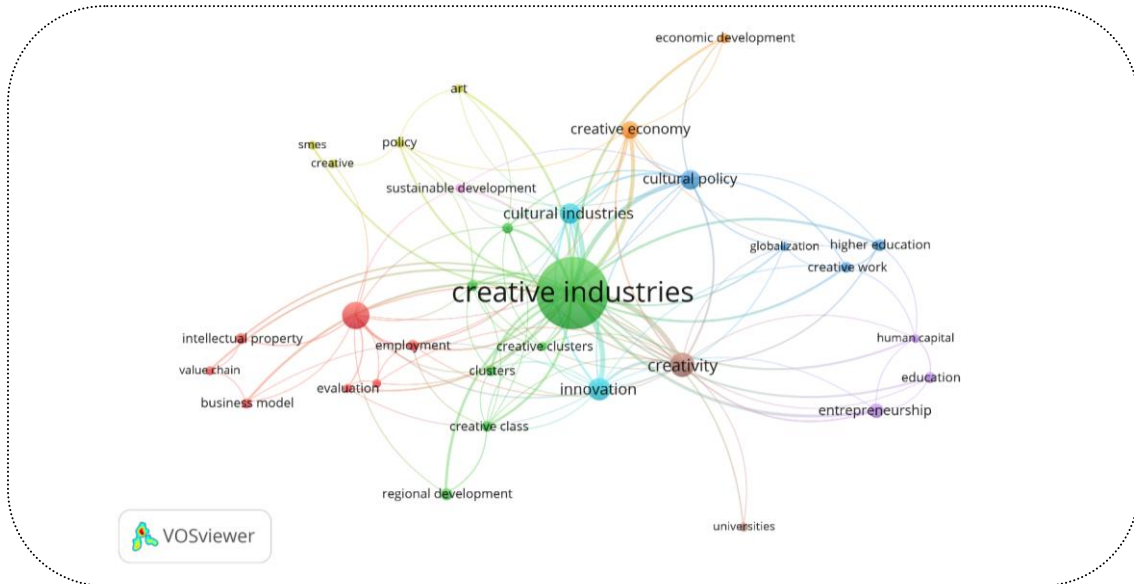 economic development
art
creative economy
smes
policy
creative
sustainable development
cultural policy
cultural industries
globalization
higher education
creative work
creative industries
intellectual property
employment
creative clusters
human capital
value chain
clusters
creativity
education
business model
evaluation
innovation
entrepreneurship
creative class
regional development
universities
VOSviewer